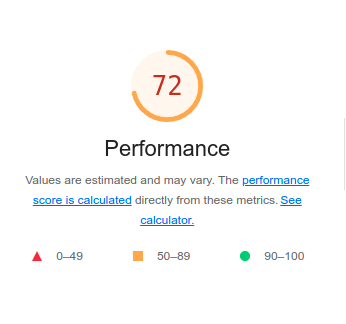 72
Performance
Values are estimated and may vary. The performance
score is calculated directly from these metrics. See
calculator.
0–49 50–89 90–100